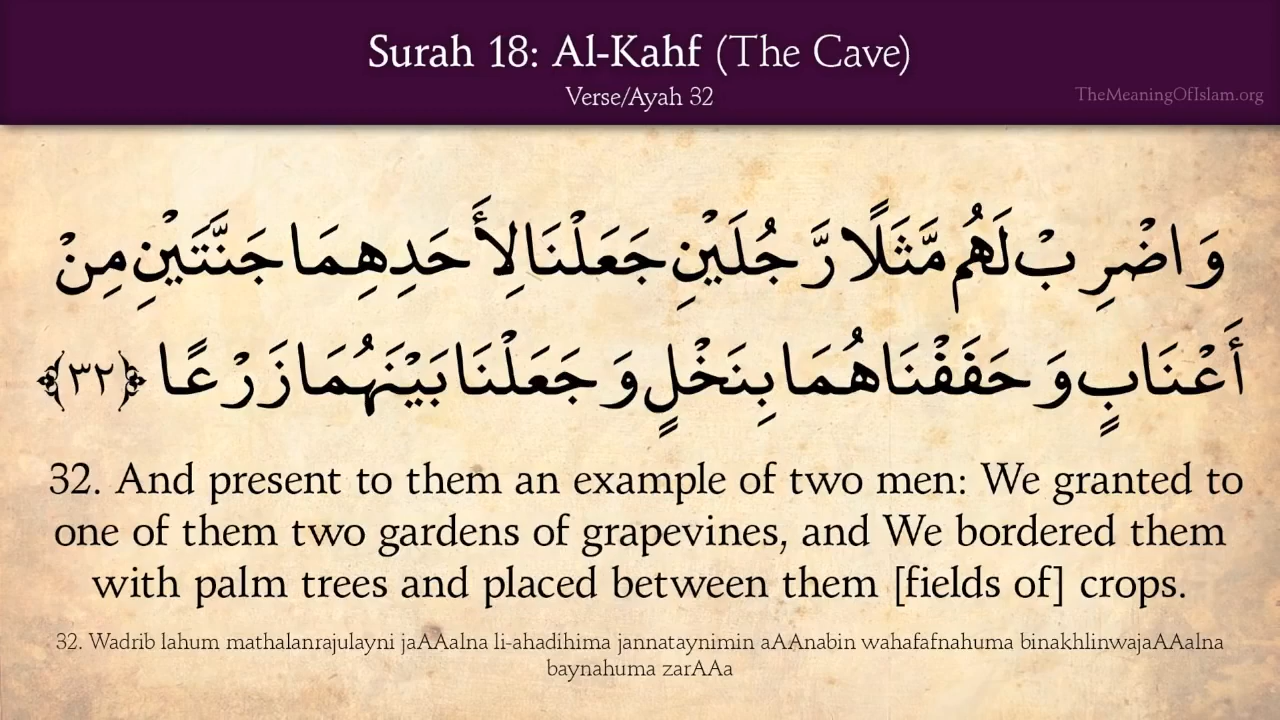 Surah 18: Al-Kahf (The Cave)
Verse/Ayah 32
TheMeaningOfIslam.org
وَاضْرِبْ لَهُم مَّثَلًا رَّجُلَيْنِ جَعَلْنَا لِأَحَدِهِمَا جَنَّتَيْنِ مِنْ
أَعْنَابٍ وَحَفَفْنَاهُمَا بِنَخْلٍ وَجَعَلْنَا بَيْنَهُمَا زَرْعًا ﴿٣٢﴾
32. And present to them an example of two men: We granted to
one of them two gardens of grapevines, and We bordered them
with palm trees and placed between them [fields of] crops.
32. Wadrib lahum mathalanrajulayni jaAAalna li-ahadihima jannataynimin aAAnabin wahafafnahuma binakhlinwajaAAalna
baynahuma zarAAa